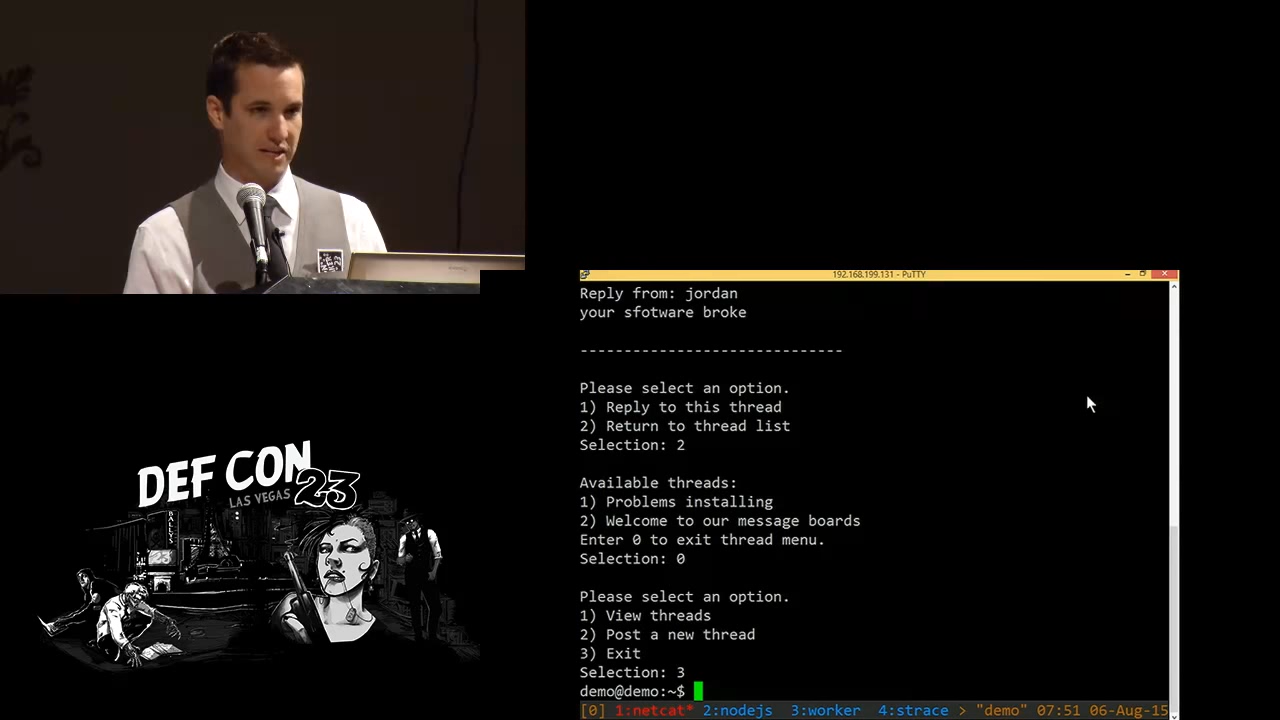 DEF CON
LAS VEGAS 23
BALLYS
23
192.168.199.131 - PuTTY
Reply from: jordan
your sfotware broke
------------------------------
Please select an option.
1) Reply to this thread
2) Return to thread list
Selection: 2
Available threads:
1) Problems installing
2) Welcome to our message boards
Enter 0 to exit thread menu.
Selection: 0
Please select an option.
1) View threads
2) Post a new thread
3) Exit
Selection: 3
demo@demo:~$
[0] 1:netcat* 2:nodejs 3:worker 4:strace > "demo" 07:51 06-Aug-15